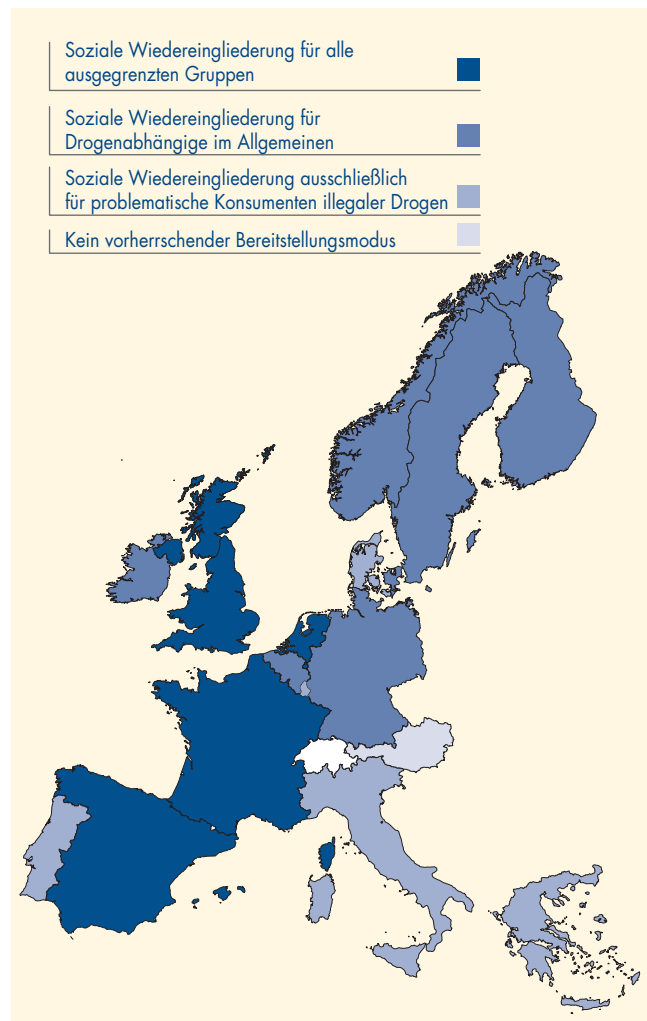 Soziale Wiedereingliederung für alle
ausgegrenzten Gruppen
Soziale Wiedereingliederung für
Drogenabhängige im Allgemeinen
Soziale Wiedereingliederung ausschließlich
für problematische Konsumenten illegaler Drogen
Kein vorherrschender Bereitstellungsmodus